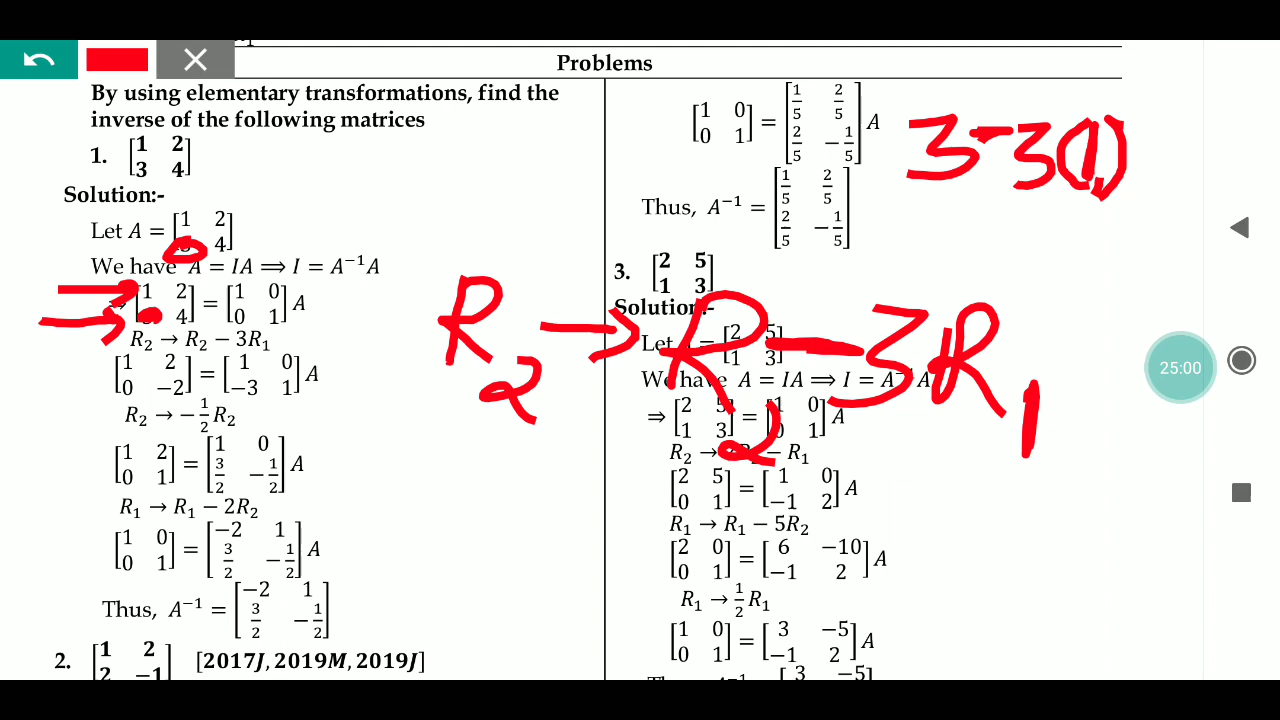 Problems
By using elementary transformations, find the
inverse of the following matrices
1. [1 2
3 4]
Solution:-
Let A = [1 2
4]
We have A = IA ⟹ I = A⁻¹A
⇒ [1 2
4] = [1 0
0 1] A
R₂ → R₂ − 3R₁
[1 2
0 −2] = [1 0
−3 1] A
R₂ → −1/2 R₂
[1 2
0 1] = [1 0
3/2 −1/2] A
R₁ → R₁ − 2R₂
[1 0
0 1] = [−2 1
3/2 −1/2] A
Thus, A⁻¹ = [−2 1
3/2 −1/2]
2. [1 2
2 −1] [2017J, 2019M, 2019J]
[1 0
0 1] = [1/5 2/5
2/5 −1/5] A
Thus, A⁻¹ = [1/5 2/5
2/5 −1/5]
3. [2 5
1 3]
Solution:-
Let = [2 5
1 3]
We have A = IA ⟹ I = A⁻¹A
⇒ [2 5
1 3] = [1 0
0 1] A
R₂ → − R₁
[2 5
0 1] = [1 0
−1 2] A
R₁ → R₁ − 5R₂
[2 0
0 1] = [6 −10
−1 2] A
R₁ → 1/2 R₁
[1 0
0 1] = [3 −5
−1 2] A
[3 −5
3-3(1)
R₂ → R₂ - 3R₁
25:00